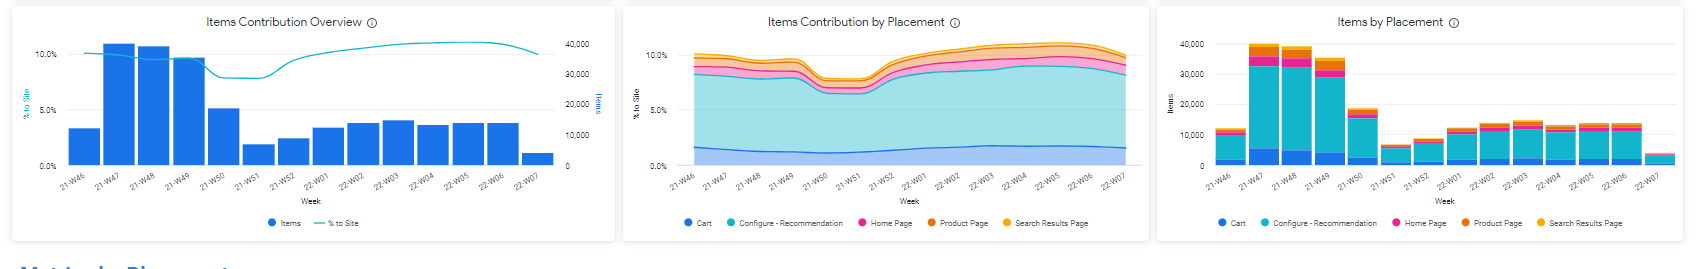 Items Contribution Overview
10.0%
5.0%
0.0%
% to Site
40,000
30,000
20,000
10,000
0
Items
21-W46 21-W47 21-W48 21-W49 21-W50 21-W51 21-W52 22-W01 22-W02 22-W03 22-W04 22-W05 22-W06 22-W07
Week
Items % to Site
Items Contribution by Placement
10.0%
5.0%
0.0%
% to Site
21-W46 21-W47 21-W48 21-W49 21-W50 21-W51 21-W52 22-W01 22-W02 22-W03 22-W04 22-W05 22-W06 22-W07
Week
Cart Configure - Recommendation Home Page Product Page Search Results Page
Items by Placement
40,000
30,000
20,000
10,000
0
Items
21-W46 21-W47 21-W48 21-W49 21-W50 21-W51 21-W52 22-W01 22-W02 22-W03 22-W04 22-W05 22-W06 22-W07
Week
Cart Configure - Recommendation Home Page Product Page Search Results Page